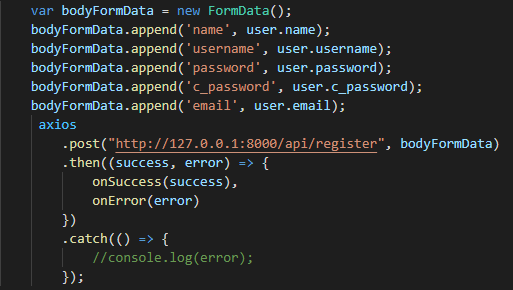 var bodyFormData = new FormData();
bodyFormData.append('name', user.name);
bodyFormData.append('username', user.username);
bodyFormData.append('password', user.password);
bodyFormData.append('c_password', user.c_password);
bodyFormData.append('email', user.email);
axios
.post("http://127.0.0.1:8000/api/register", bodyFormData)
.then((success, error) => {
onSuccess(success),
onError(error)
})
.catch(() => {
//console.log(error);
});